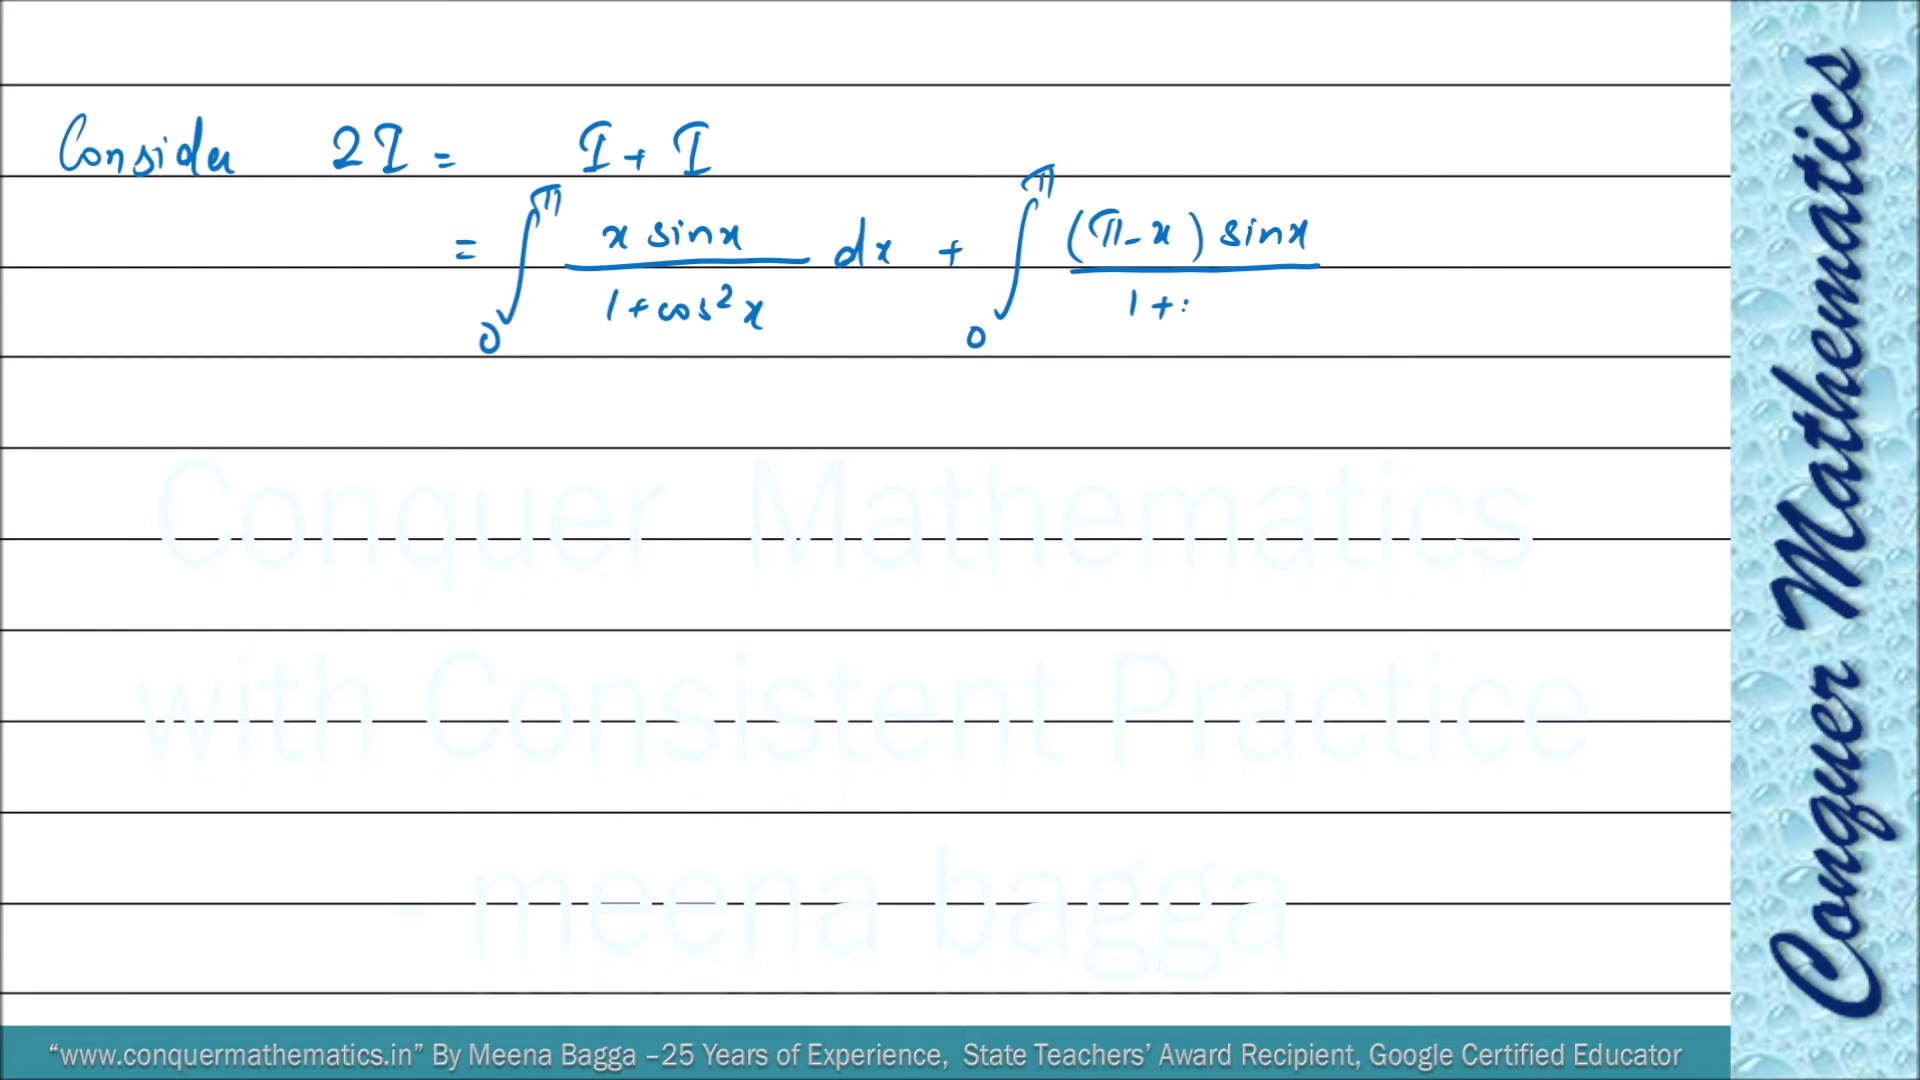 Consider 2I = I + I
= ∫₀^π x sinx / 1+cos²x dx + ∫₀^π (π-x) sinx / 1+
Conquer Mathematics
with Consistent Practice
- meena bagga
Conquer Mathematics
“www.conquermathematics.in” By Meena Bagga –25 Years of Experience, State Teachers’ Award Recipient, Google Certified Educator